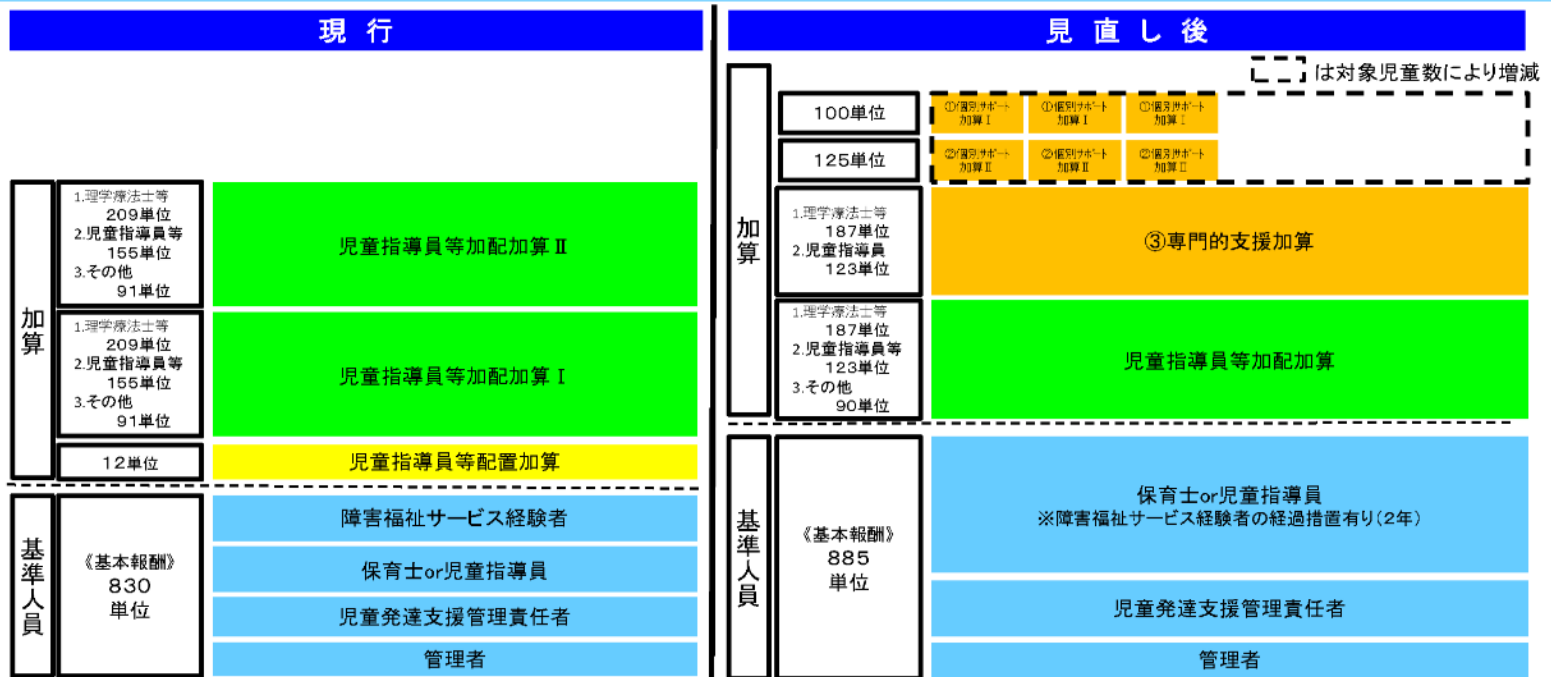 現 行
加算
1.理学療法士等
209単位
2.児童指導員等
155単位
3.その他
91単位
児童指導員等加配加算Ⅱ
1.理学療法士等
209単位
2.児童指導員等
155単位
3.その他
91単位
児童指導員等加配加算Ⅰ
12単位
児童指導員等配置加算
基準人員
《基本報酬》
830
単位
障害福祉サービス経験者
保育士or児童指導員
児童発達支援管理責任者
管理者
見 直 し 後
は対象児童数により増減
加算
100単位
①個別サポート
加算Ⅰ
①個別サポート
加算Ⅰ
①個別サポート
加算Ⅰ
125単位
②個別サポート
加算Ⅱ
②個別サポート
加算Ⅱ
②個別サポート
加算Ⅱ
1.理学療法士等
187単位
2.児童指導員
123単位
③専門的支援加算
1.理学療法士等
187単位
2.児童指導員等
123単位
3.その他
90単位
児童指導員等加配加算
基準人員
《基本報酬》
885
単位
保育士or児童指導員
※障害福祉サービス経験者の経過措置有り(2年)
児童発達支援管理責任者
管理者